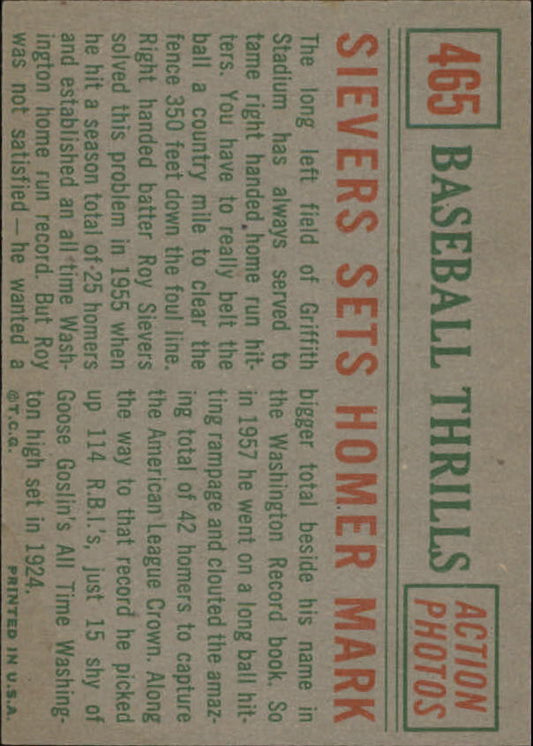 465
BASEBALL THRILLS
ACTION
PHOTOS
SIEVERS SETS HOMER MARK
The long left field of Griffith
Stadium has always served to
tame right handed home run hit-
ters. You have to really belt the
ball a country mile to clear the
fence 350 feet down the foul line.
Right handed batter Roy Sievers
solved this problem in 1955 when
he hit a season total of 25 homers
and established an all time Wash-
ington home run record. But Roy
was not satisfied — he wanted a
bigger total beside his name in
the Washington Record book. So
in 1957 he went on a long ball hit-
ting rampage and clouted the amaz-
ing total of 42 homers to capture
the American League Crown. Along
the way to that record he picked
up 114 R.B.I.'s, just 15 shy of
Goose Goslin's All Time Washing-
ton high set in 1924.
©T.C.G.
PRINTED IN U.S.A.